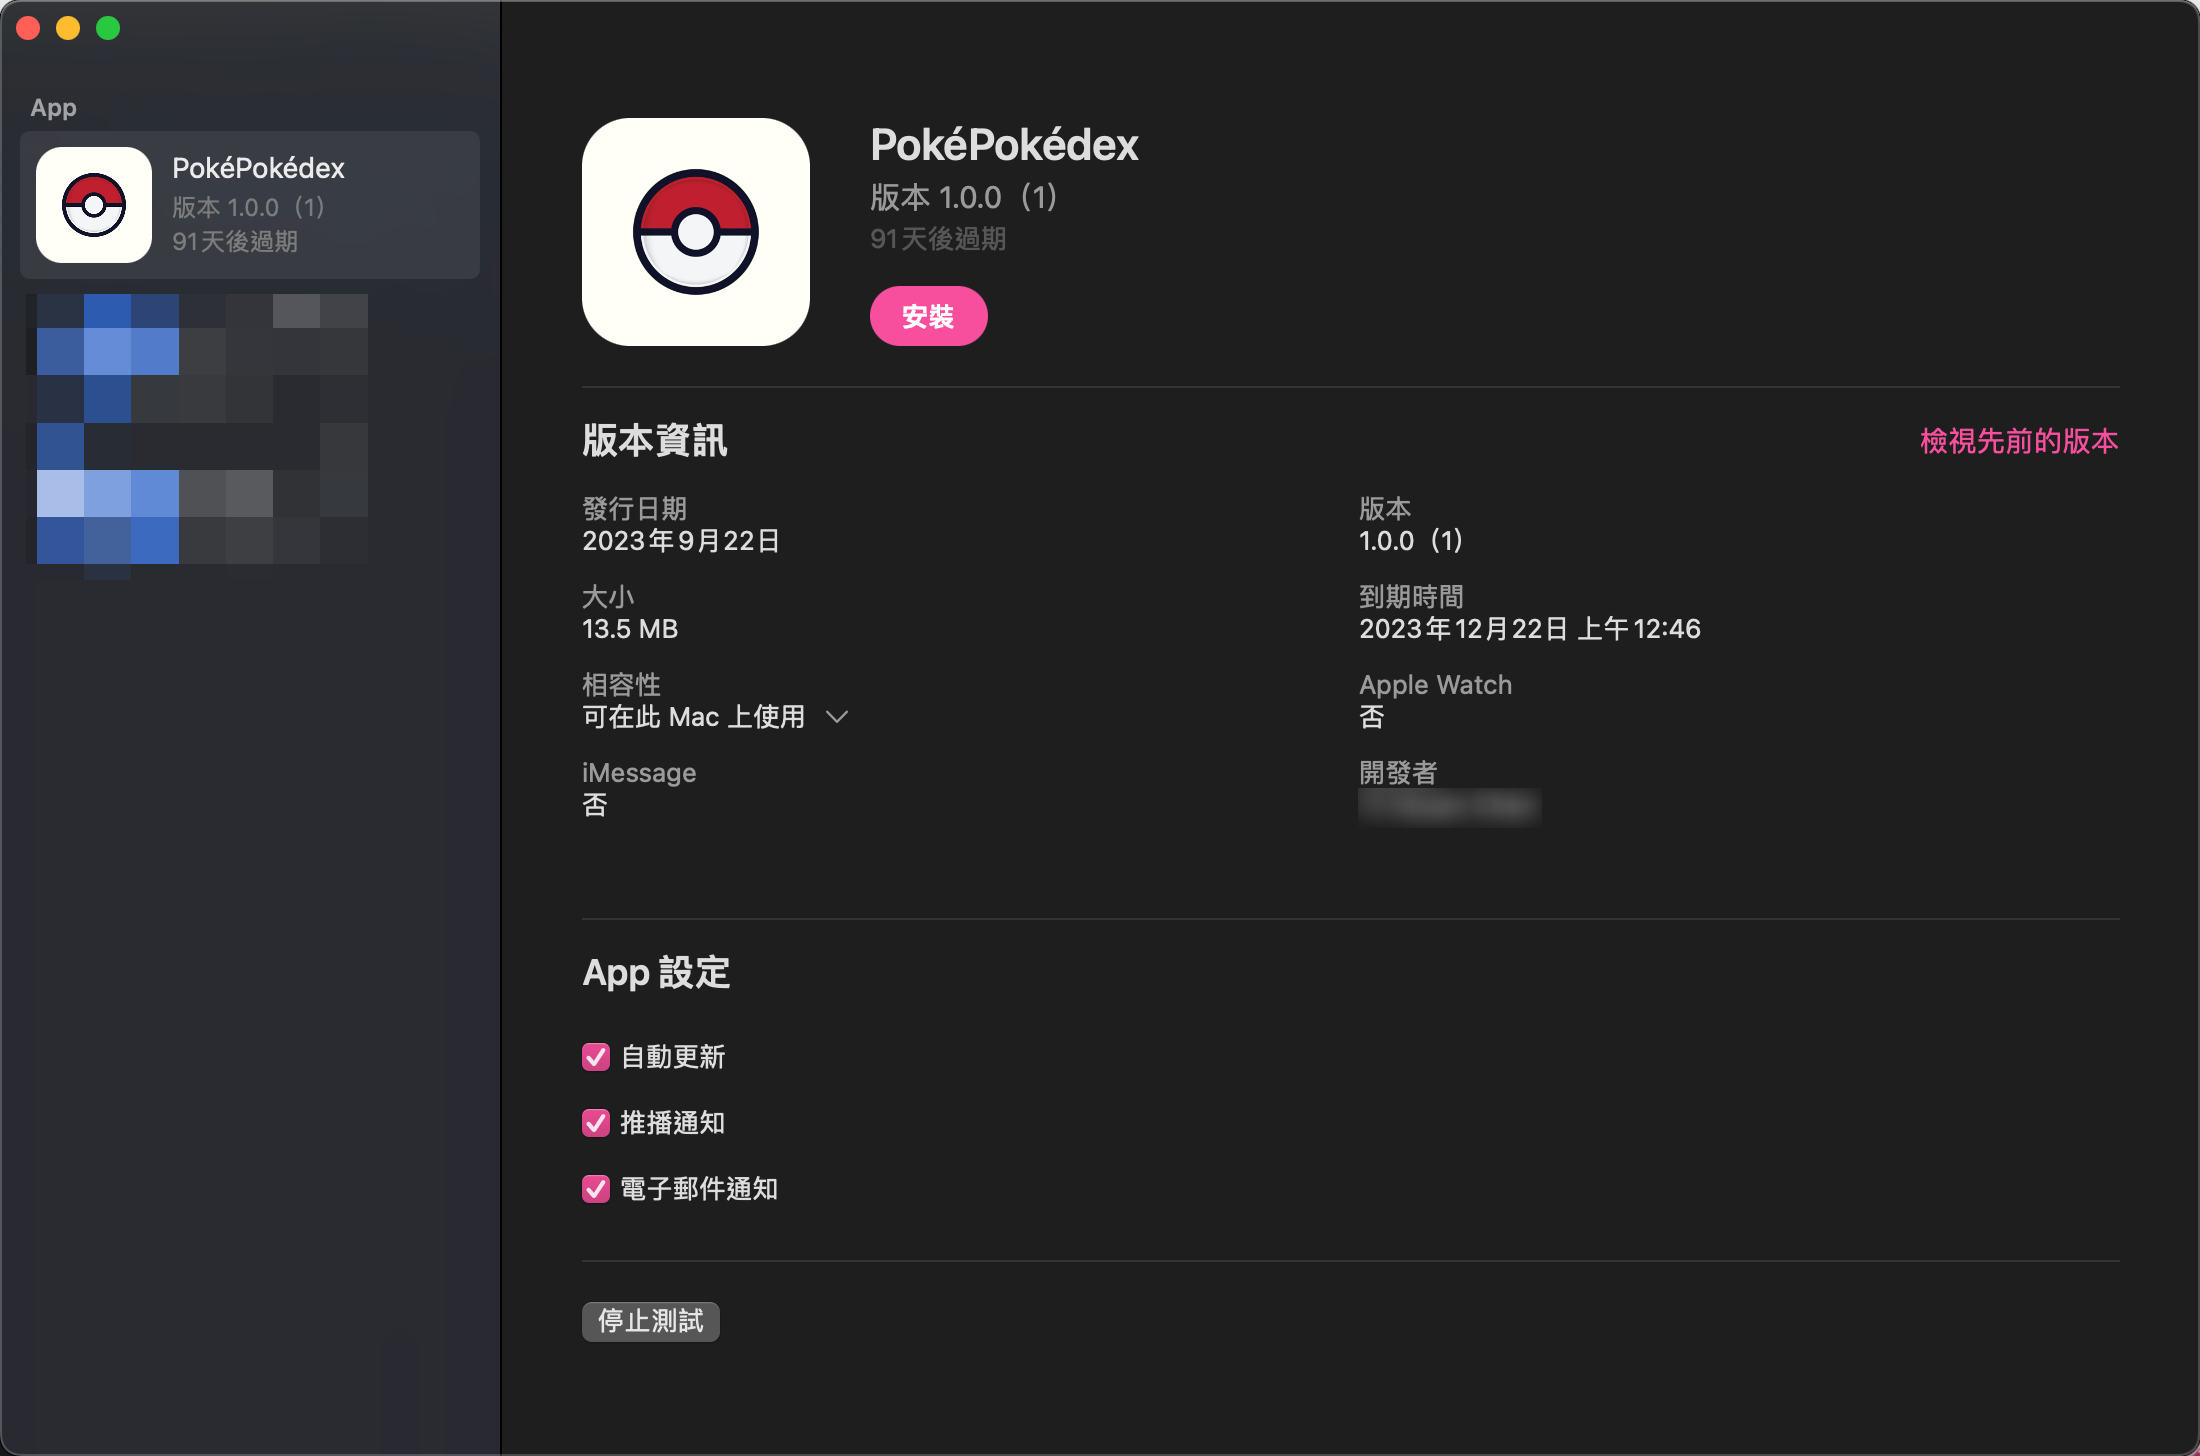 App
PokéPokédex
版本 1.0.0（1）
91天後過期
PokéPokédex
版本 1.0.0（1）
91天後過期
安裝
版本資訊
檢視先前的版本
發行日期
2023年9月22日
版本
1.0.0（1）
大小
13.5 MB
到期時間
2023年12月22日 上午12:46
相容性
可在此 Mac 上使用
Apple Watch
否
iMessage
否
開發者
App 設定
自動更新
推播通知
電子郵件通知
停止測試